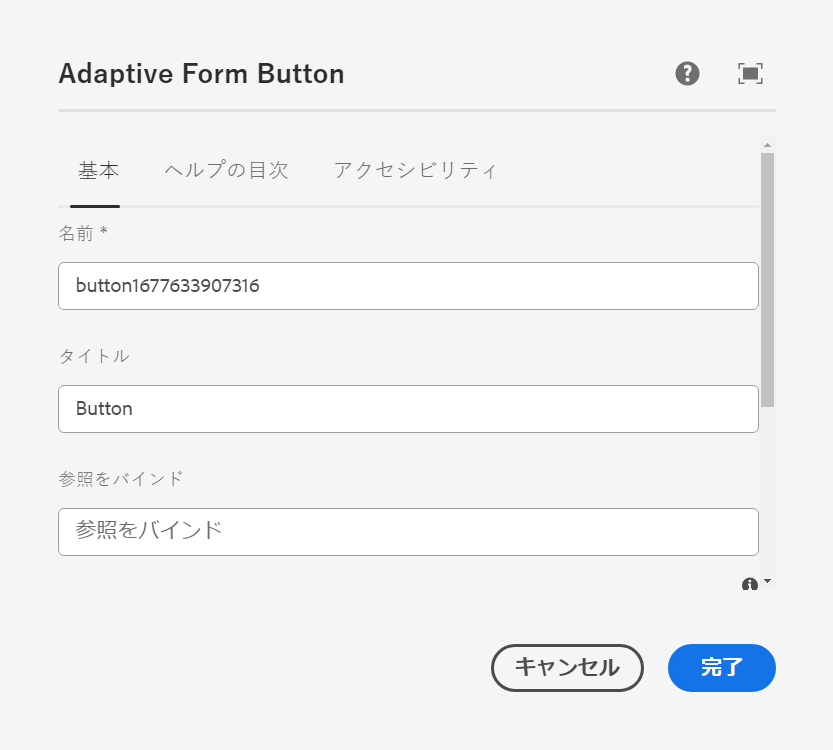 Adaptive Form Button
基本 ヘルプの目次 アクセシビリティ
名前 *
button1677633907316
タイトル
Button
参照をバインド
参照をバインド
キャンセル 完了